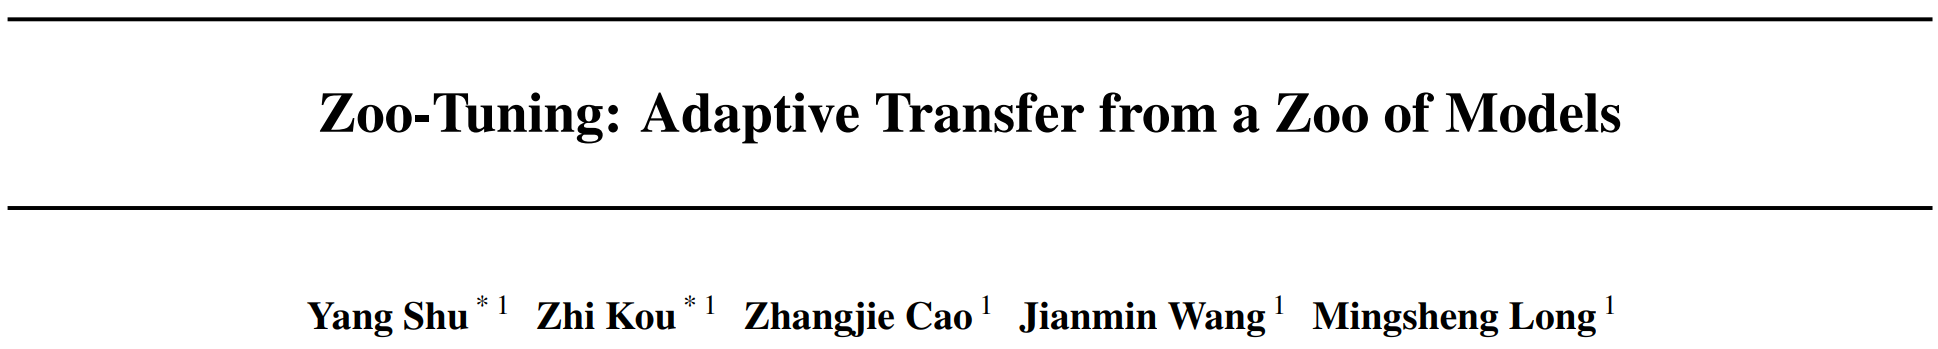 Zoo-Tuning: Adaptive Transfer from a Zoo of Models
Yang Shu * 1 Zhi Kou * 1 Zhangjie Cao 1 Jianmin Wang 1 Mingsheng Long 1